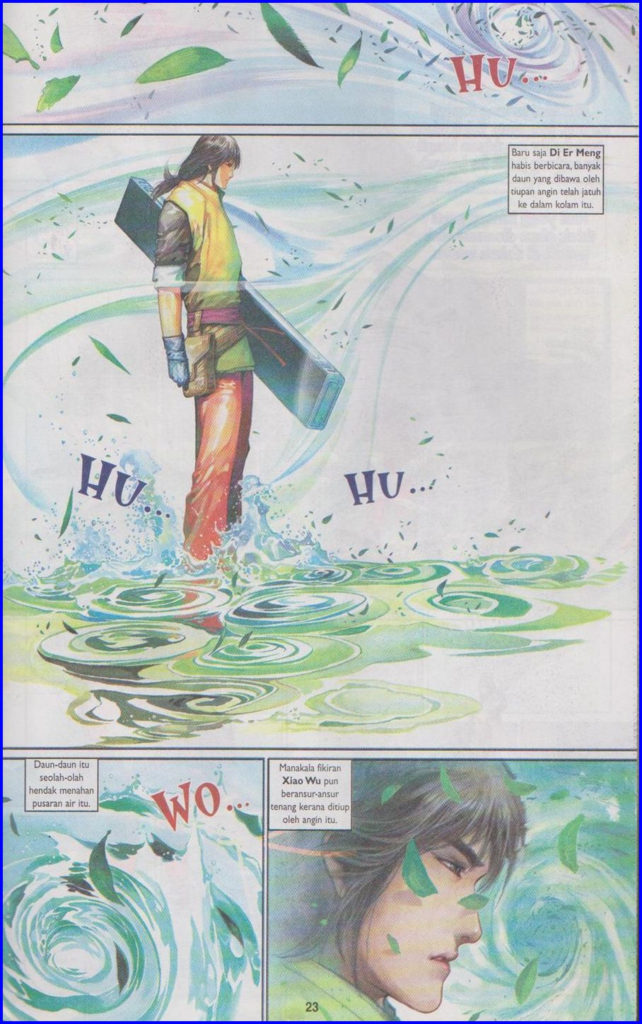 HU...
Baru saja Di Er Meng
habis berbicara, banyak
daun yang dibawa oleh
tiupan angin telah jatuh
ke dalam kolam itu.
HU...
HU...
Daun-daun itu
seolah-olah
hendak menahan
pusaran air itu.
WO...
Manakala fikiran
Xiao Wu pun
beransur-ansur
tenang kerana ditiup
oleh angin itu.
23